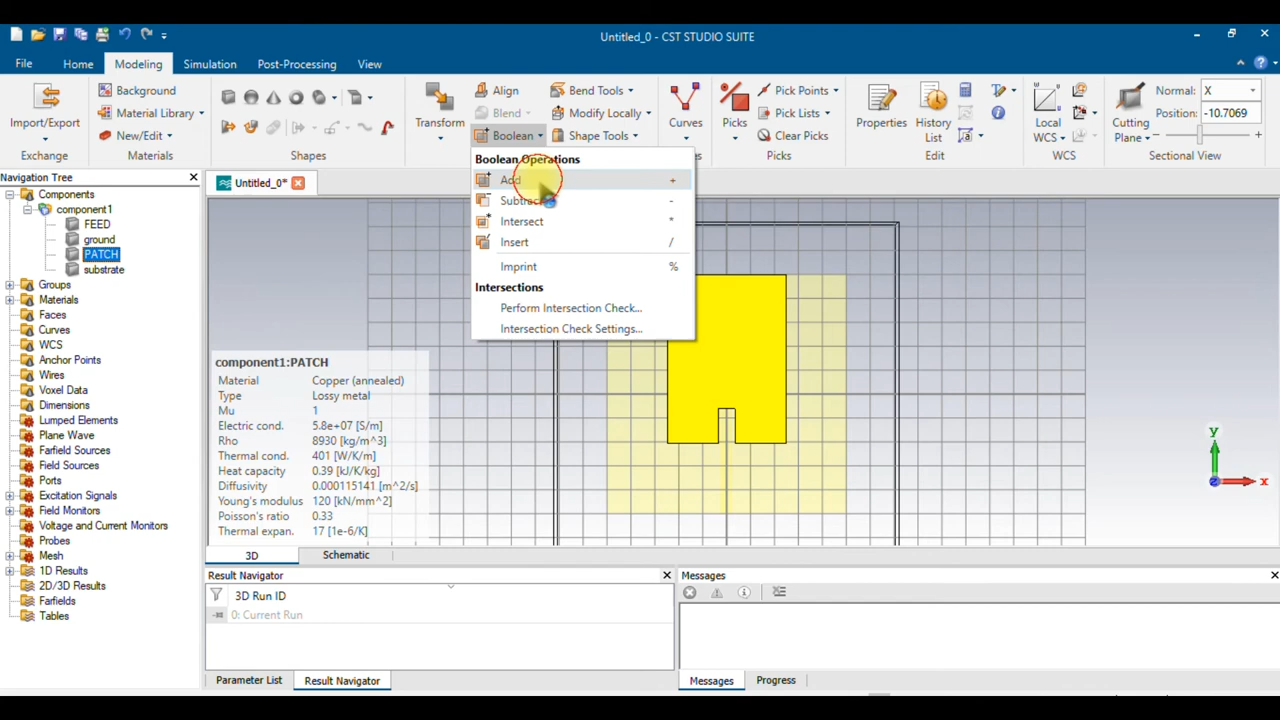 Untitled_0 - CST STUDIO SUITE
File
Home
Modeling
Simulation
Post-Processing
View
Import/Export
Exchange
Background
Material Library
New/Edit
Materials
Shapes
Transform
Align
Blend
Boolean
Bend Tools
Modify Locally
Shape Tools
Curves
Picks
Pick Points
Pick Lists
Clear Picks
Picks
Properties
History List
Edit
Local WCS
WCS
Cutting Plane
Normal: X
Position:
-10.7069
Sectional View
Boolean Operations
Add +
Subtract -
Intersect *
Insert /
Imprint %
Intersections
Perform Intersection Check...
Intersection Check Settings...
Navigation Tree
Untitled_0*
Components
component1
FEED
ground
PATCH
substrate
Groups
Materials
Faces
Curves
WCS
Anchor Points
Wires
Voxel Data
Dimensions
Lumped Elements
Plane Wave
Farfield Sources
Field Sources
Ports
Excitation Signals
Field Monitors
Voltage and Current Monitors
Probes
Mesh
1D Results
2D/3D Results
Farfields
Tables
component1:PATCH
Material Copper (annealed)
Type Lossy metal
Mu 1
Electric cond. 5.8e+07 [S/m]
Rho 8930 [kg/m^3]
Thermal cond. 401 [W/K/m]
Heat capacity 0.39 [kJ/K/kg]
Diffusivity 0.000115141 [m^2/s]
Young's modulus 120 [kN/mm^2]
Poisson's ratio 0.33
Thermal expan. 17 [1e-6/K]
y
x
z
3D
Schematic
Result Navigator
3D Run ID
0: Current Run
Parameter List
Result Navigator
Messages
Messages
Progress